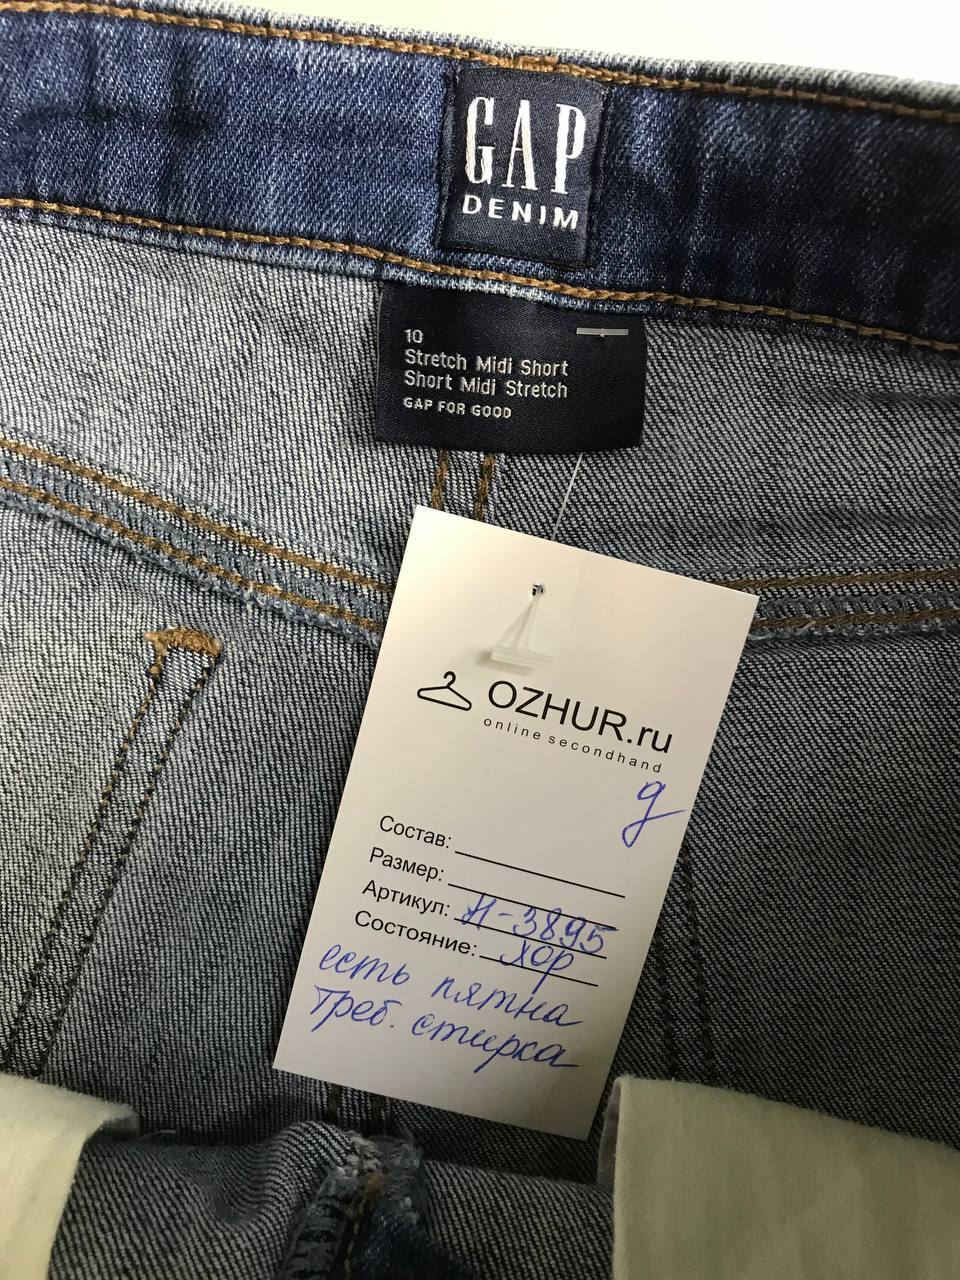 GAP
DENIM
10
Stretch Midi Short
Short Midi Stretch
GAP FOR GOOD
OZHUR.ru
online secondhand
д
Состав:
Размер:
Артикул: Н-3895
Состояние: хор
есть пятна
Треб. стирка